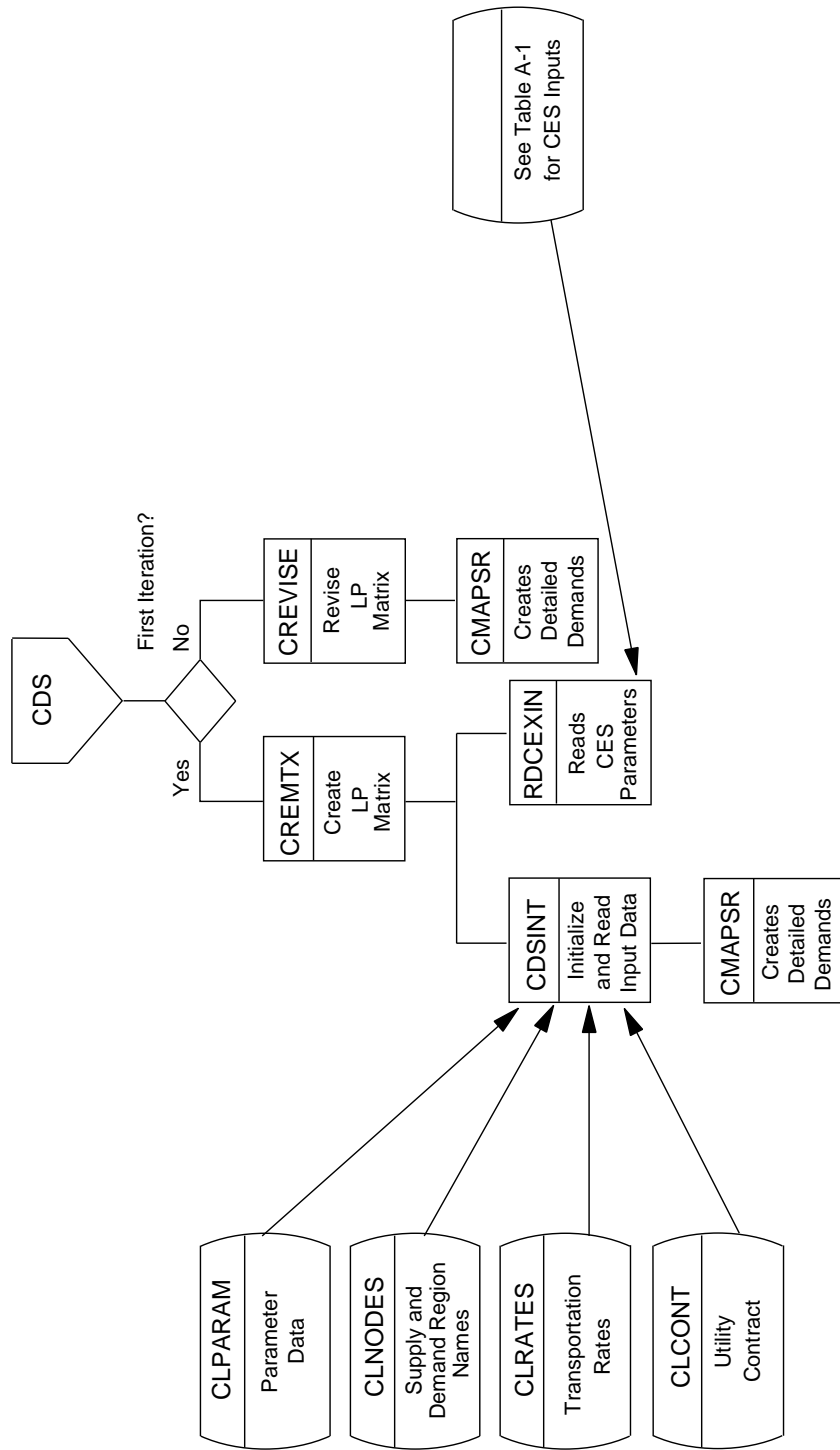 CDS
First Iteration?
Yes
No
CREMTX
Create
LP
Matrix
CREVISE
Revise
LP
Matrix
CDSINT
Initialize
and Read
Input Data
RDCEXIN
Reads
CES
Parameters
CMAPSR
Creates
Detailed
Demands
CMAPSR
Creates
Detailed
Demands
CLPARAM
Parameter
Data
CLNODES
Supply and
Demand Region
Names
CLRATES
Transportation
Rates
CLCONT
Utility
Contract
See Table A-1
for CES Inputs